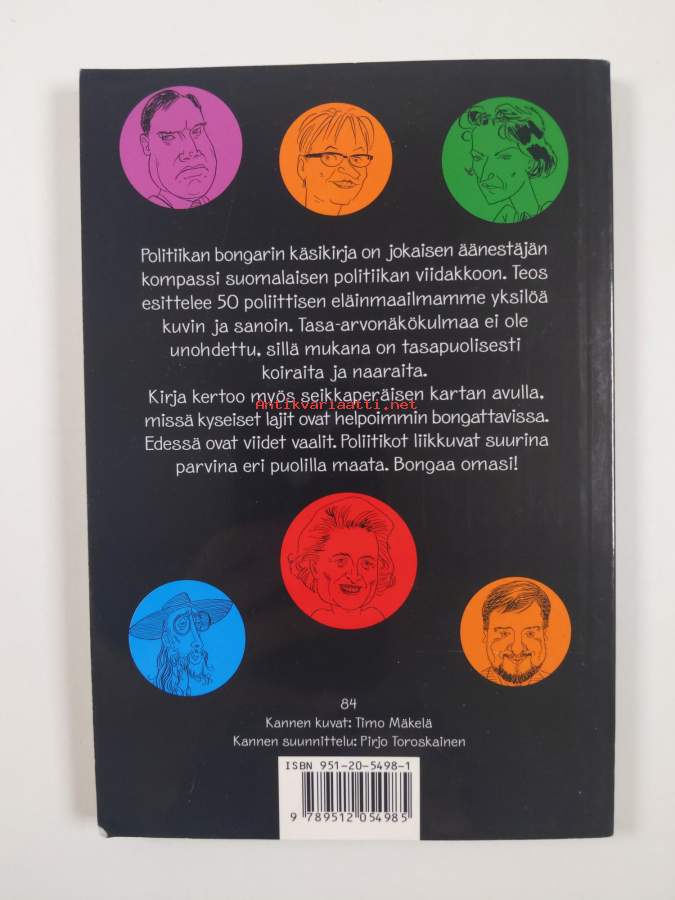 Politiikan bongarin käsikirja on jokaisen äänestäjän
kompassi suomalaisen politiikan viidakkoon. Teos
esittelee 50 poliittisen eläinmaailmamme yksilöä
kuvin ja sanoin. Tasa-arvonäkökulmaa ei ole
unohdettu, sillä mukana on tasapuolisesti
koiraita ja naaraita.
Kirja kertoo myös seikkaperäisen kartan avulla,
Antikvariaatti.net
missä kyseiset lajit ovat helpoimmin bongattavissa.
Edessä ovat viidet vaalit. Poliitikot liikkuvat suurina
parvina eri puolilla maata. Bongaa omasi!
84
Kannen kuvat: Timo Mäkelä
Kannen suunnittelu: Pirjo Toroskainen
ISBN 951-20-5498-1
9 789512 054985